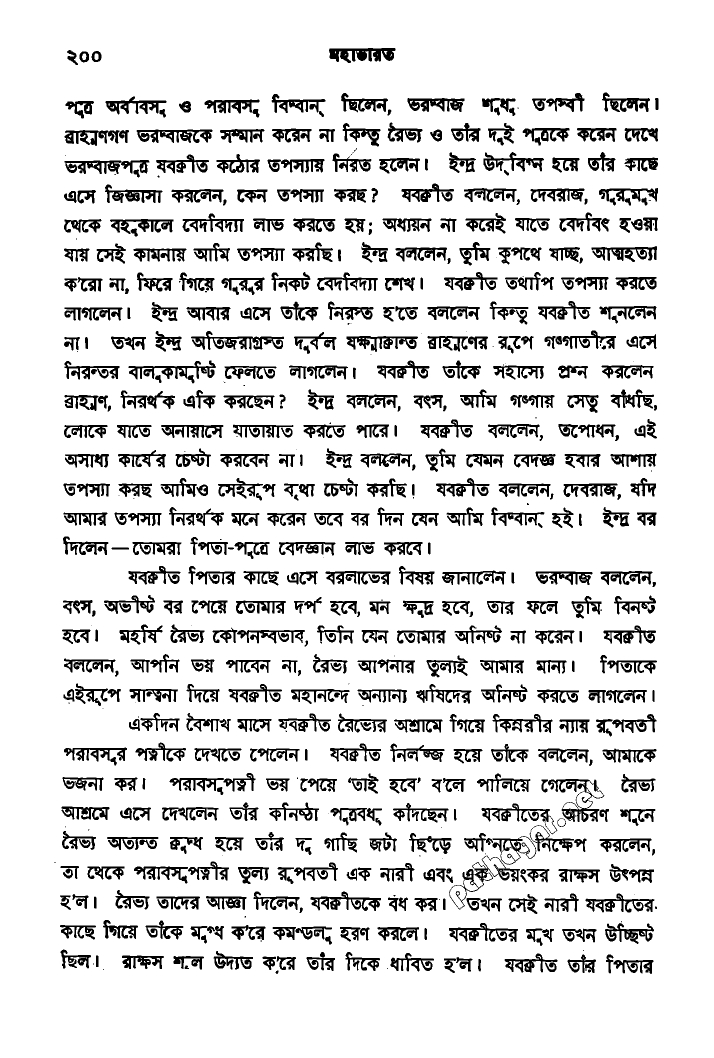 ২০০ মহাভারত
পুত্র অর্বাবসু ও পরাবসু বিদ্বান্ ছিলেন, ভরদ্বাজ শুধু তপস্বী ছিলেন।
ব্রাহ্মণগণ ভরদ্বাজকে সম্মান করেন না কিন্তু রৈভ্য ও তাঁর দুই পুত্রকে করেন দেখে
ভরদ্বাজপুত্র যবক্রীত কঠোর তপস্যায় নিরত হলেন। ইন্দ্র উদ্‌বিগ্ন হয়ে তাঁর কাছে
এসে জিজ্ঞাসা করলেন, কেন তপস্যা করছ? যবক্রীত বললেন, দেবরাজ, গুরুমুখ
থেকে বহুকালে বেদবিদ্যা লাভ করতে হয়; অধ্যয়ন না করেই যাতে বেদবিৎ হওয়া
যায় সেই কামনায় আমি তপস্যা করছি। ইন্দ্র বললেন, তুমি কুপথে যাচ্ছ, আত্মহত্যা
ক'রো না, ফিরে গিয়ে গুরুর নিকট বেদবিদ্যা শেখ। যবক্রীত তথাপি তপস্যা করতে
লাগলেন। ইন্দ্র আবার এসে তাঁকে নিরস্ত হ'তে বললেন কিন্তু যবক্রীত শুনলেন
না। তখন ইন্দ্র অতিজরাগ্রস্ত দুর্বল যক্ষ্মাক্রান্ত ব্রাহ্মণের রূপে গঙ্গাতীরে এসে
নিরন্তর বালুকামুষ্টি ফেলতে লাগলেন। যবক্রীত তাঁকে সহাস্যে প্রশ্ন করলেন
ব্রাহ্মণ, নিরর্থক একি করছেন? ইন্দ্র বললেন, বৎস, আমি গঙ্গায় সেতু বাঁধছি,
লোকে যাতে অনায়াসে যাতায়াত করতে পারে। যবক্রীত বললেন, তপোধন, এই
অসাধ্য কার্যের চেষ্টা করবেন না। ইন্দ্র বললেন, তুমি যেমন বেদজ্ঞ হবার আশায়
তপস্যা করছ আমিও সেইরূপ বৃথা চেষ্টা করছি! যবক্রীত বললেন, দেবরাজ, যদি
আমার তপস্যা নিরর্থক মনে করেন তবে বর দিন যেন আমি বিদ্বান্ হই। ইন্দ্র বর
দিলেন—তোমরা পিতা-পুত্রে বেদজ্ঞান লাভ করবে।
যবক্রীত পিতার কাছে এসে বরলাভের বিষয় জানালেন। ভরদ্বাজ বললেন,
বৎস, অভীষ্ট বর পেয়ে তোমার দর্প হবে, মন ক্ষুদ্র হবে, তার ফলে তুমি বিনষ্ট
হবে। মহর্ষি রৈভ্য কোপনস্বভাব, তিনি যেন তোমার অনিষ্ট না করেন। যবক্রীত
বললেন, আপনি ভয় পাবেন না, রৈভ্য আপনার তুল্যই আমার মান্য। পিতাকে
এইরূপে সান্ত্বনা দিয়ে যবক্রীত মহানন্দে অন্যান্য ঋষিদের অনিষ্ট করতে লাগলেন।
একদিন বৈশাখ মাসে যবক্রীত রৈভ্যের অশ্রামে গিয়ে কিন্নরীর ন্যায় রূপবতী
পরাবসুর পত্নীকে দেখতে পেলেন। যবক্রীত নির্লজ্জ হয়ে তাঁকে বললেন, আমাকে
ভজনা কর। পরাবসুপত্নী ভয় পেয়ে 'তাই হবে' ব'লে পালিয়ে গেলেন। রৈভ্য
আশ্রমে এসে দেখলেন তাঁর কনিষ্ঠা পুত্রবধূ কাঁদছেন। যবক্রীতের আচরণ শুনে
রৈভ্য অত্যন্ত ক্রুদ্ধ হয়ে তাঁর দু গাছি জটা ছিঁড়ে অগ্নিতে নিক্ষেপ করলেন,
তা থেকে পরাবসুপত্নীর তুল্য রূপবতী এক নারী এবং এক ভয়ংকর রাক্ষস উৎপন্ন
হ'ল। রৈভ্য তাদের আজ্ঞা দিলেন, যবক্রীতকে বধ কর। তখন সেই নারী যবক্রীতের
কাছে গিয়ে তাঁকে মুগ্ধ ক'রে কমণ্ডলু হরণ করলে। যবক্রীতের মুখ তখন উচ্ছিষ্ট
ছিল। রাক্ষস শূল উদ্যত ক'রে তাঁর দিকে ধাবিত হ'ল। যবক্রীত তাঁর পিতার
pathagar.net